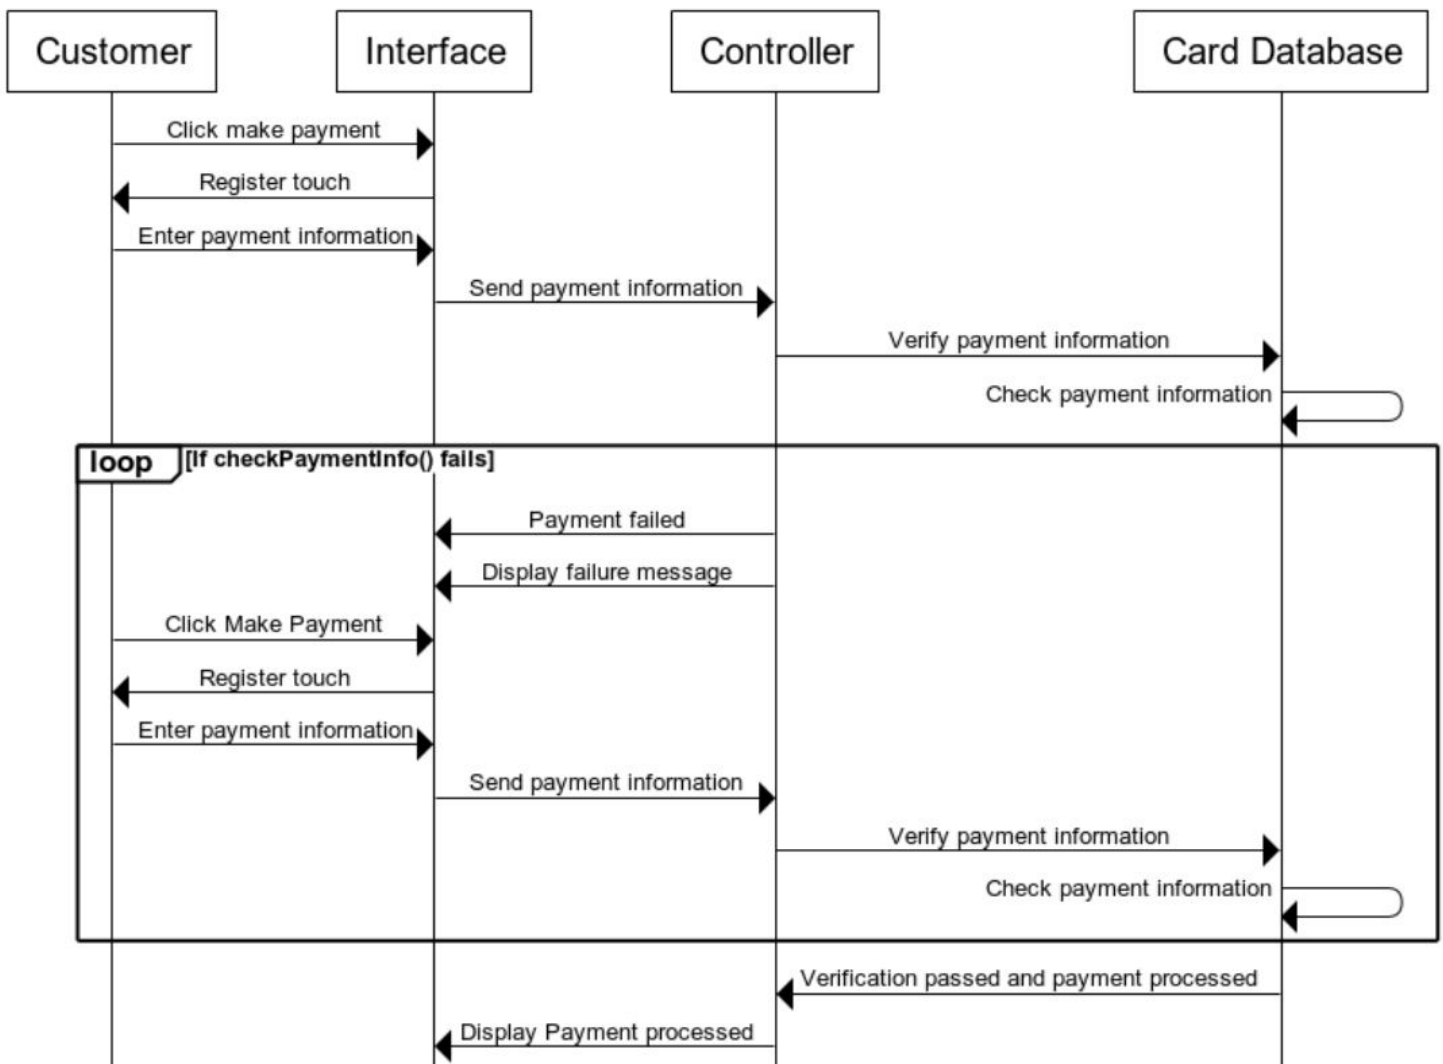 Customer
Interface
Controller
Card Database
Click make payment
Register touch
Enter payment information
Send payment information
Verify payment information
Check payment information
loop
[If checkPaymentInfo() fails]
Payment failed
Display failure message
Click Make Payment
Register touch
Enter payment information
Send payment information
Verify payment information
Check payment information
Verification passed and payment processed
Display Payment processed